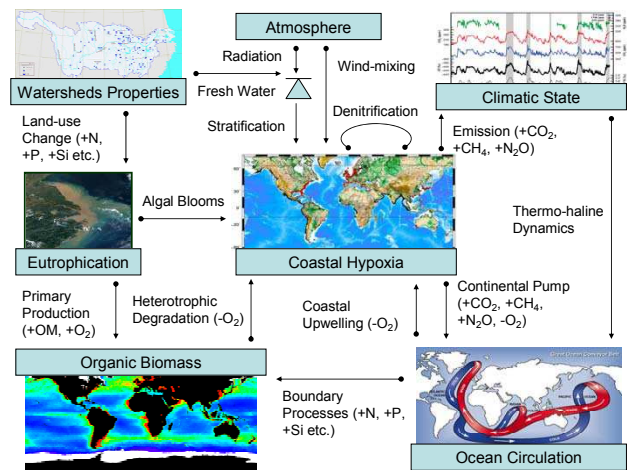 Atmosphere
Radiation
Wind-mixing
Fresh Water
Denitrification
Stratification
Watersheds Properties
Climatic State
Land-use
Change (+N,
+P, +Si etc.)
Emission (+CO₂,
+CH₄, +N₂O)
Algal Blooms
Thermo-haline
Dynamics
Eutrophication
Coastal Hypoxia
Primary
Production
(+OM, +O₂)
Heterotrophic
Degradation (-O₂)
Coastal
Upwelling (-O₂)
Continental Pump
(+CO₂, +CH₄,
+N₂O, -O₂)
Organic Biomass
Boundary
Processes (+N, +P,
+Si etc.)
Ocean Circulation